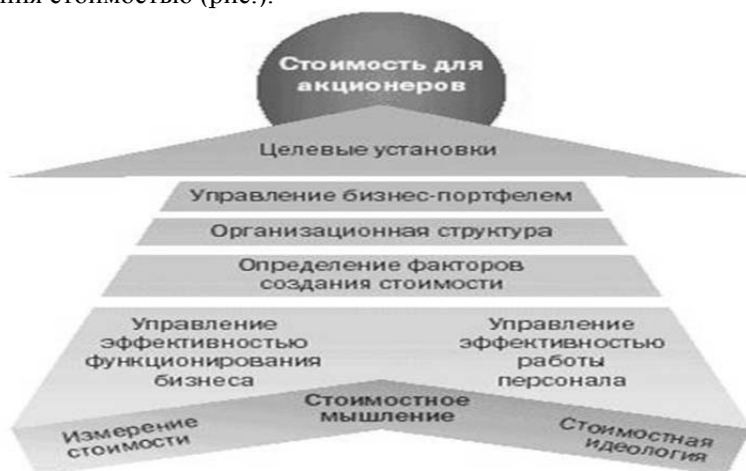 ния стоимостью (рис.).
Стоимость для
акционеров
Целевые установки
Управление бизнес-портфелем
Организационная структура
Определение факторов
создания стоимости
Управление
эффективностью
функционирования
бизнеса
Управление
эффективностью
работы
персонала
Стоимостное
мышление
Измерение
стоимости
Стоимостная
идеология